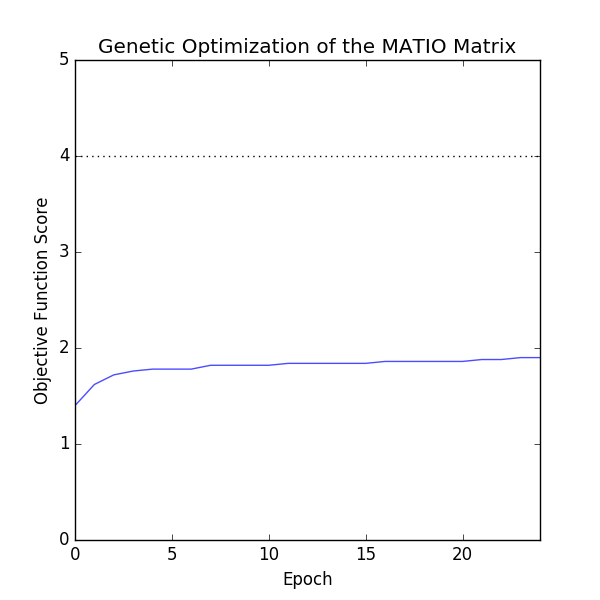 Genetic Optimization of the MATIO Matrix
5
4
3
2
1
0
Objective Function Score
0 5 10 15 20
Epoch